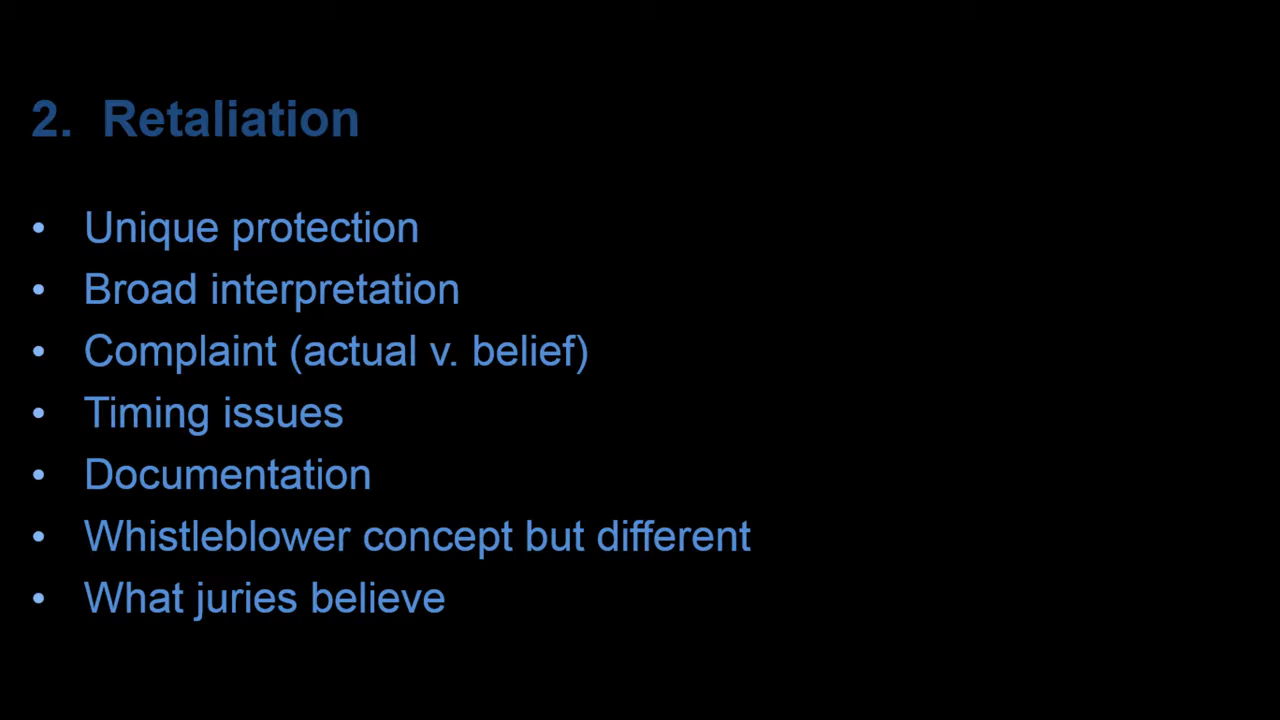 2. Retaliation
• Unique protection
• Broad interpretation
• Complaint (actual v. belief)
• Timing issues
• Documentation
• Whistleblower concept but different
• What juries believe